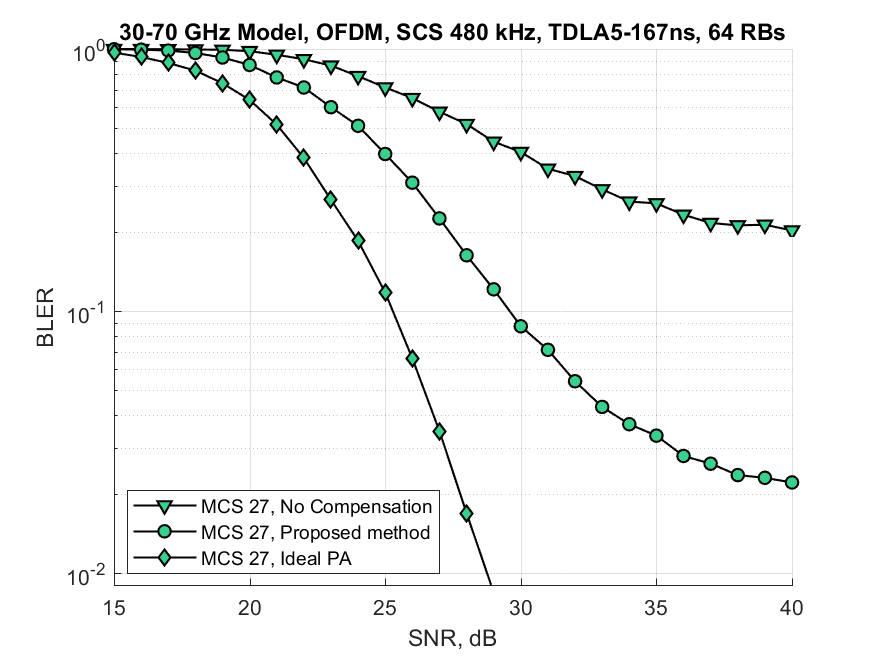 30-70 GHz Model, OFDM, SCS 480 kHz, TDLA5-167ns, 64 RBs
10^0
10^-1
10^-2
BLER
MCS 27, No Compensation
MCS 27, Proposed method
MCS 27, Ideal PA
15 20 25 30 35 40
SNR, dB